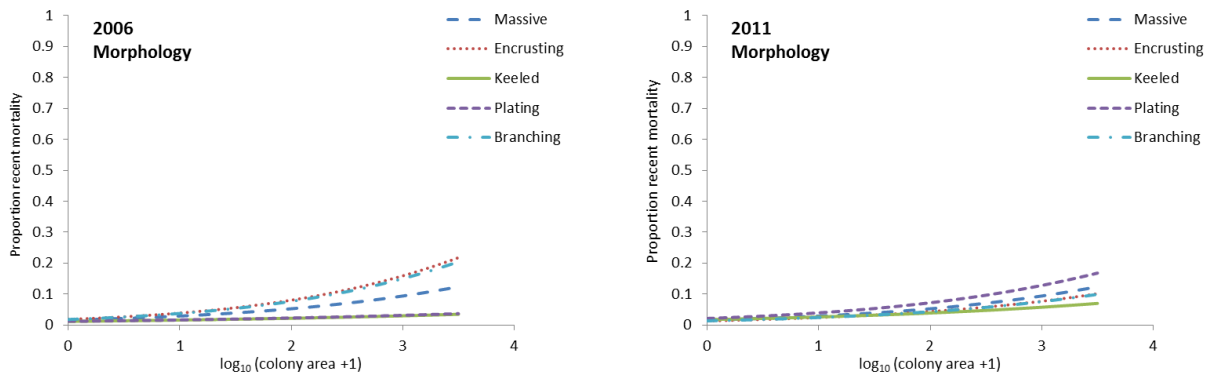 2006
Morphology
Massive
Encrusting
Keeled
Plating
Branching
Proportion recent mortality
1
0.9
0.8
0.7
0.6
0.5
0.4
0.3
0.2
0.1
0
0 1 2 3 4
log₁₀ (colony area +1)
2011
Morphology
Massive
Encrusting
Keeled
Plating
Branching
Proportion recent mortality
1
0.9
0.8
0.7
0.6
0.5
0.4
0.3
0.2
0.1
0
0 1 2 3 4
log₁₀ (colony area +1)